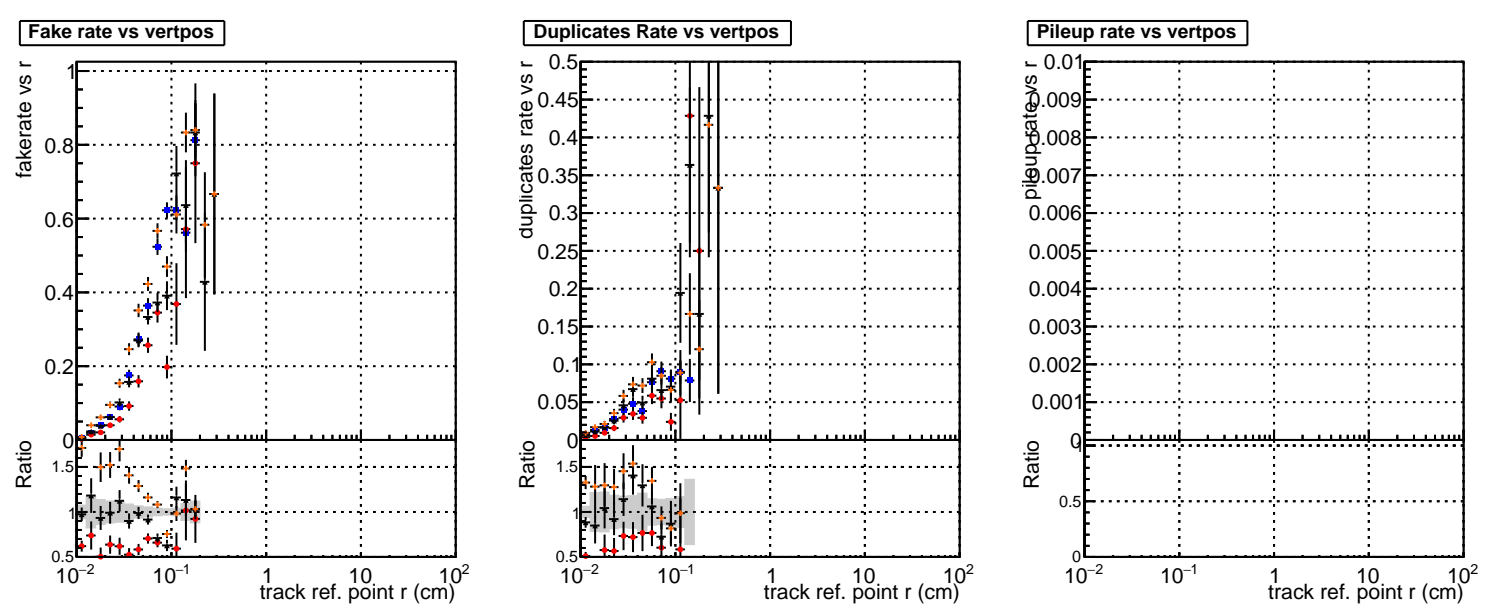 Fake rate vs vertpos
fakerate vs r
1
0.8
0.6
0.4
0.2
0
Ratio
1.5
1
0.5
10⁻² 10⁻¹ 1 10 10²
track ref. point r (cm)
Duplicates Rate vs vertpos
duplicates rate vs r
0.5
0.45
0.4
0.35
0.3
0.25
0.2
0.15
0.1
0.05
0
Ratio
1.5
1
0.5
10⁻² 10⁻¹ 1 10 10²
track ref. point r (cm)
Pileup rate vs vertpos
pileup rate vs r
0.01
0.009
0.008
0.007
0.006
0.005
0.004
0.003
0.002
0.001
0
Ratio
1
0.5
0
10⁻² 10⁻¹ 1 10 10²
track ref. point r (cm)